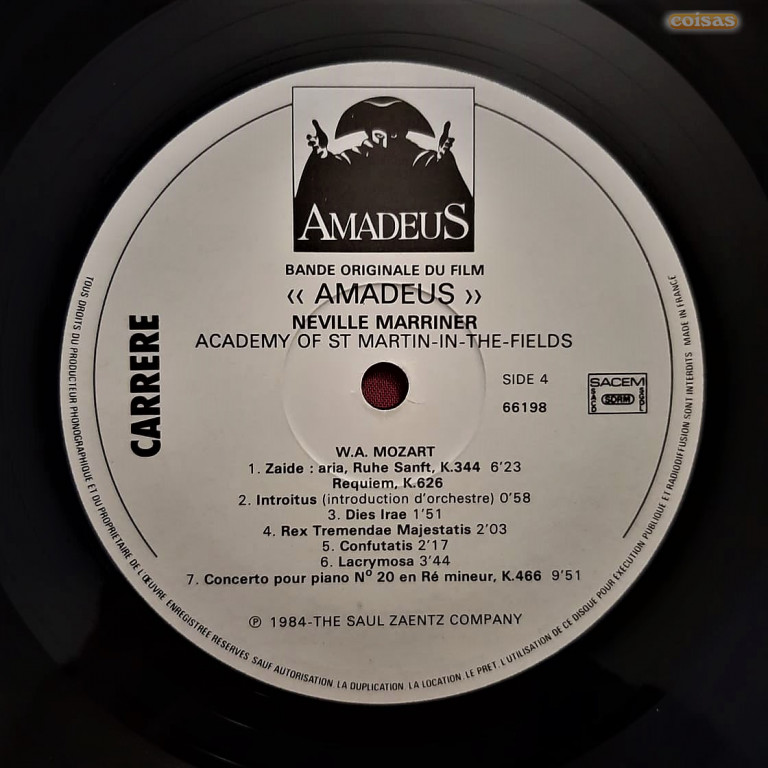 coisas
AMADEUS
BANDE ORIGINALE DU FILM
‹‹ AMADEUS ››
NEVILLE MARRINER
ACADEMY OF ST MARTIN-IN-THE-FIELDS
CARRERE
SIDE 4
66198
SACEM
SACD
SDRM
SGDL
W.A. MOZART
1. Zaide : aria, Ruhe Sanft, K.344 6'23
Requiem, K.626
2. Introitus (introduction d'orchestre) 0'58
3. Dies Irae 1'51
4. Rex Tremendae Majestatis 2'03
5. Confutatis 2'17
6. Lacrymosa 3'44
7. Concerto pour piano Nº 20 en Ré mineur, K.466 9'51
℗ 1984-THE SAUL ZAENTZ COMPANY
TOUS DROITS DU PRODUCTEUR PHONOGRAPHIQUE ET DU PROPRIETAIRE DE L'ŒUVRE ENREGISTREE RESERVES SAUF AUTORISATION LA DUPLICATION LA LOCATION. LE PRET. L'UTILISATION DE CE DISQUE POUR EXECUTION PUBLIQUE ET RADIODIFFUSION SONT INTERDITS MADE IN FRANCE